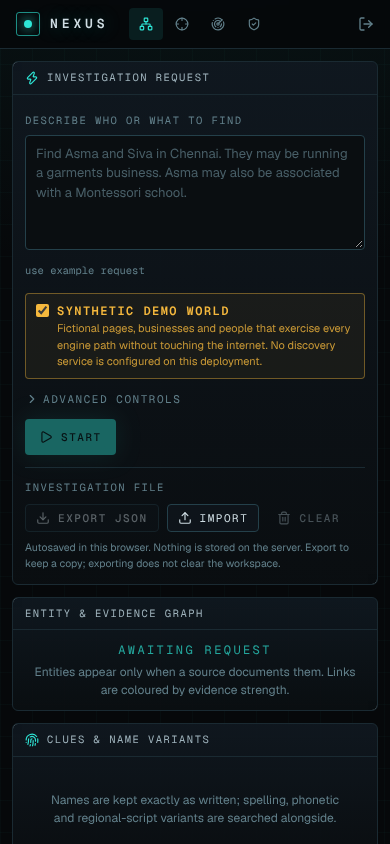 NEXUS
INVESTIGATION REQUEST
DESCRIBE WHO OR WHAT TO FIND
Find Asma and Siva in Chennai. They may be running
a garments business. Asma may also be associated
with a Montessori school.
use example request
SYNTHETIC DEMO WORLD
Fictional pages, businesses and people that exercise every
engine path without touching the internet. No discovery
service is configured on this deployment.
ADVANCED CONTROLS
START
INVESTIGATION FILE
EXPORT JSON IMPORT CLEAR
Autosaved in this browser. Nothing is stored on the server. Export to
keep a copy; exporting does not clear the workspace.
ENTITY & EVIDENCE GRAPH
AWAITING REQUEST
Entities appear only when a source documents them. Links
are coloured by evidence strength.
CLUES & NAME VARIANTS
Names are kept exactly as written; spelling, phonetic
and regional-script variants are searched alongside.